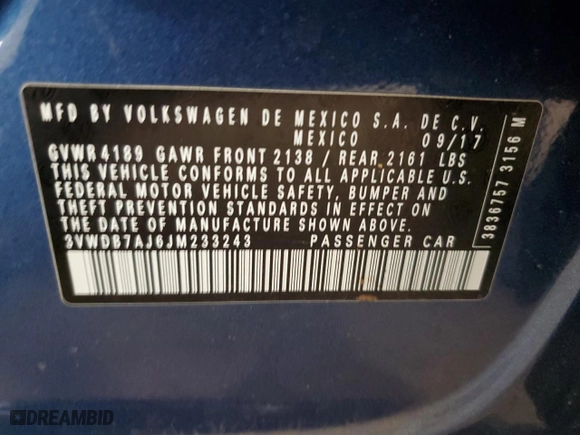 MFD BY VOLKSWAGEN DE MEXICO S.A. DE C.V.
MEXICO 09/17
GVWR 4189 GAWR FRONT 2138 / REAR 2161 LBS
THIS VEHICLE CONFORMS TO ALL APPLICABLE U.S.
FEDERAL MOTOR VEHICLE SAFETY, BUMPER AND
THEFT PREVENTION STANDARDS IN EFFECT ON
THE DATE OF MANUFACTURE SHOWN ABOVE.
3VWDB7AJ6JM233243 PASSENGER CAR
3836757 3156 M
DREAMBID